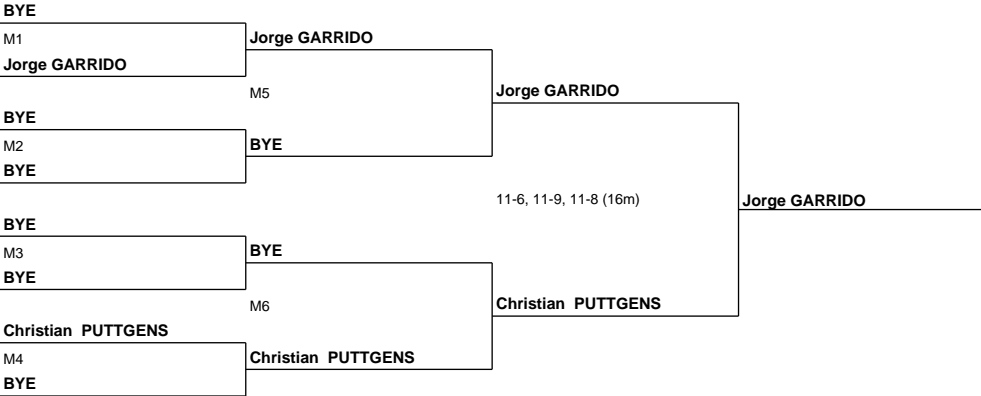 BYE
M1
Jorge GARRIDO
Jorge GARRIDO
M5
Jorge GARRIDO
BYE
M2
BYE
BYE
11-6, 11-9, 11-8 (16m)
Jorge GARRIDO
BYE
M3
BYE
BYE
M6
Christian  PUTTGENS
Christian  PUTTGENS
M4
Christian  PUTTGENS
BYE